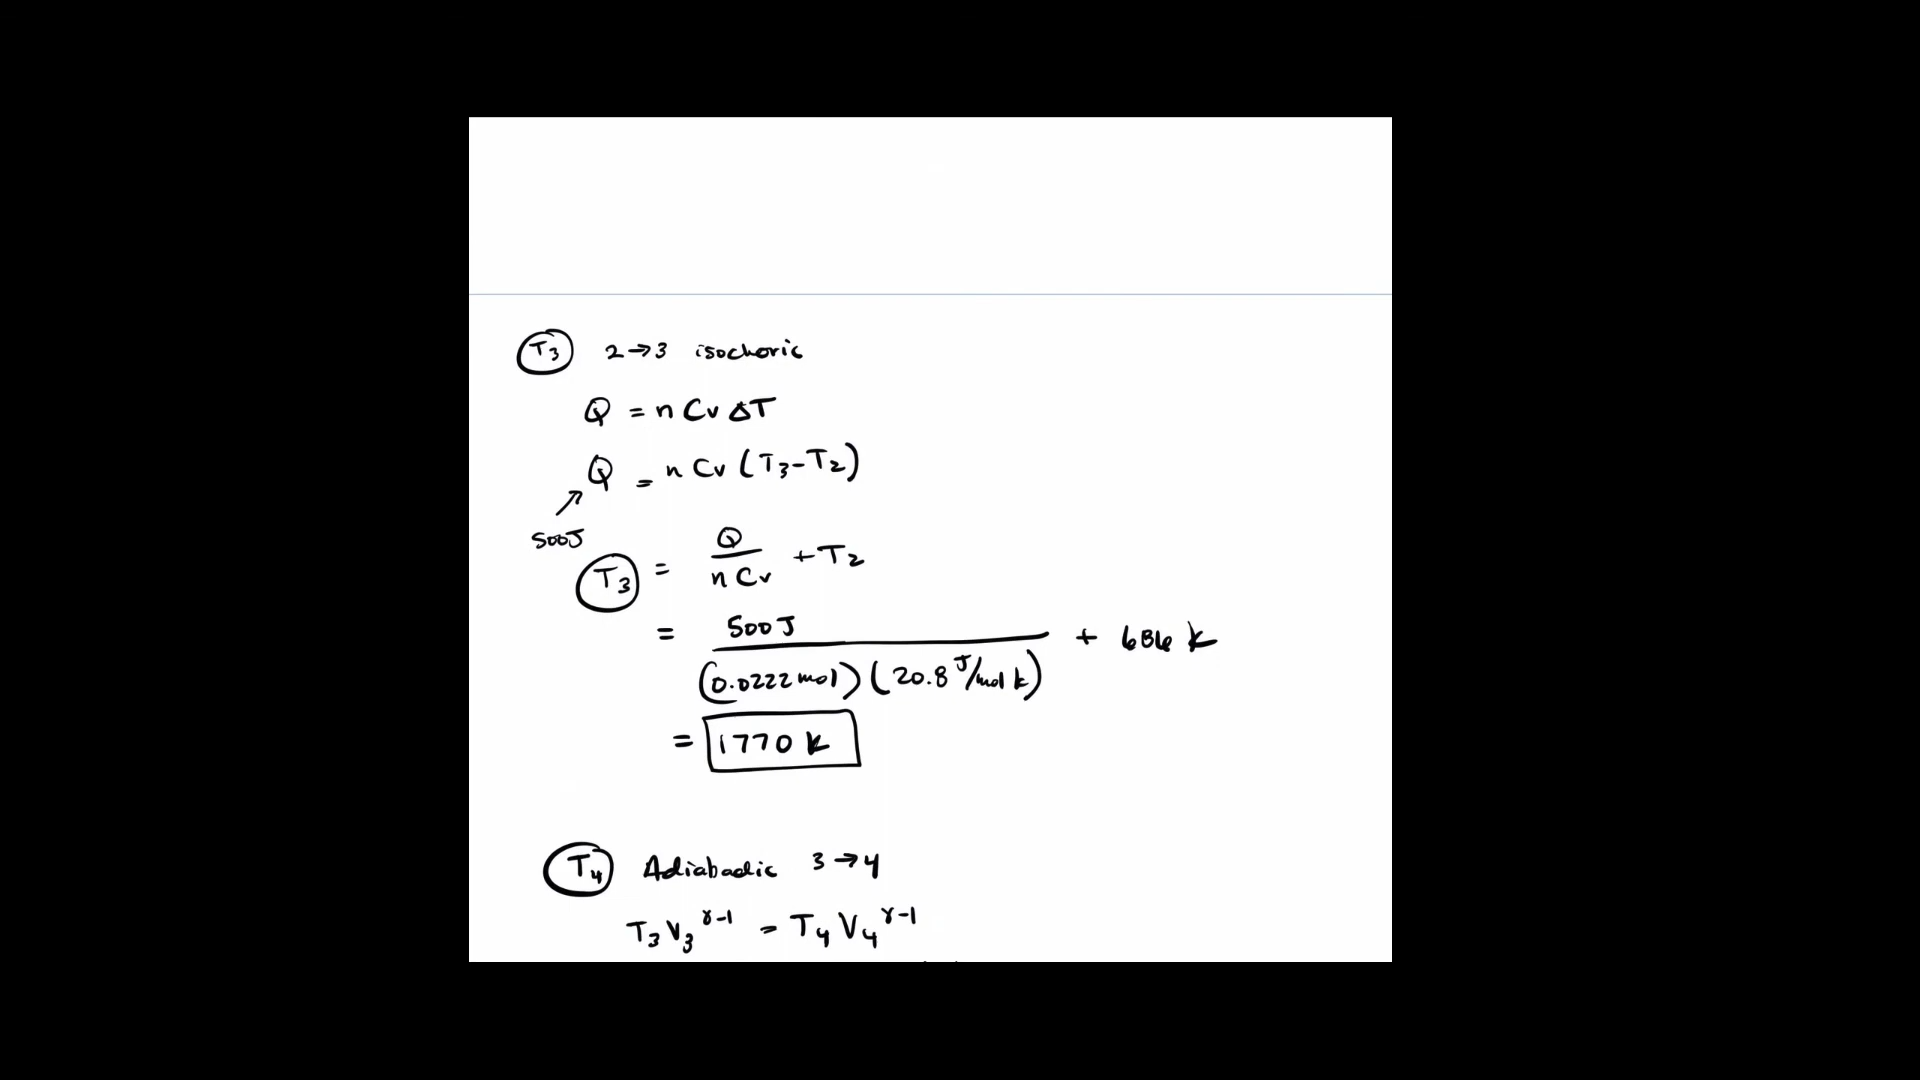 T₃ 2→3 isochoric
Q = n Cv ΔT
Q = n Cv (T₃-T₂)
500J
T₃ = Q / n Cv + T₂
= 500 J / (0.0222 mol) (20.8 J/mol k) + 686 k
= 1770 k
T₄ Adiabadic 3→4
T₃ V₃^γ-1 = T₄ V₄^γ-1